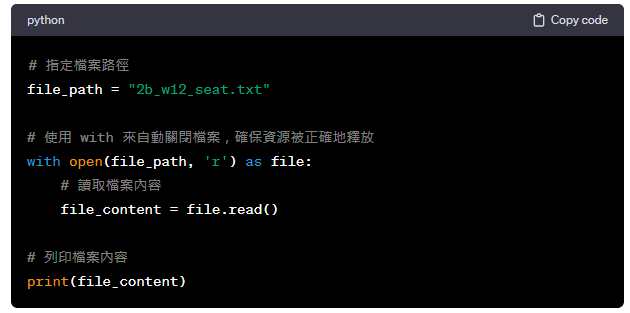 python
Copy code
# 指定檔案路徑
file_path = "2b_w12_seat.txt"
# 使用 with 來自動關閉檔案，確保資源被正確地釋放
with open(file_path, 'r') as file:
    # 讀取檔案內容
    file_content = file.read()
# 列印檔案內容
print(file_content)